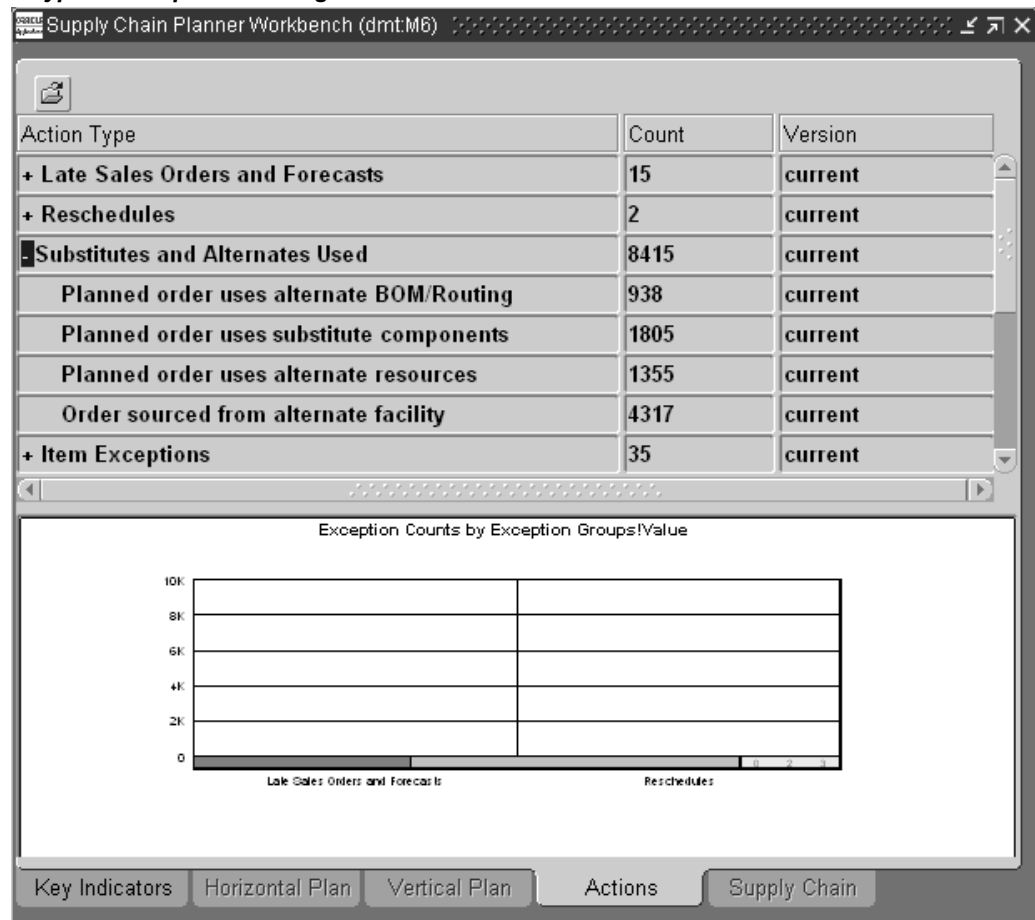 Supply Chain Planner Workbench (dmt:M6)
Action Type Count Version
+ Late Sales Orders and Forecasts 15 current
+ Reschedules 2 current
- Substitutes and Alternates Used 8415 current
Planned order uses alternate BOM/Routing 938 current
Planned order uses substitute components 1805 current
Planned order uses alternate resources 1355 current
Order sourced from alternate facility 4317 current
+ Item Exceptions 35 current
Exception Counts by Exception Groups!Value
10K
8K
6K
4K
2K
0
0 2 3
Late Sales Orders and Forecasts Reschedules
Key Indicators Horizontal Plan Vertical Plan Actions Supply Chain